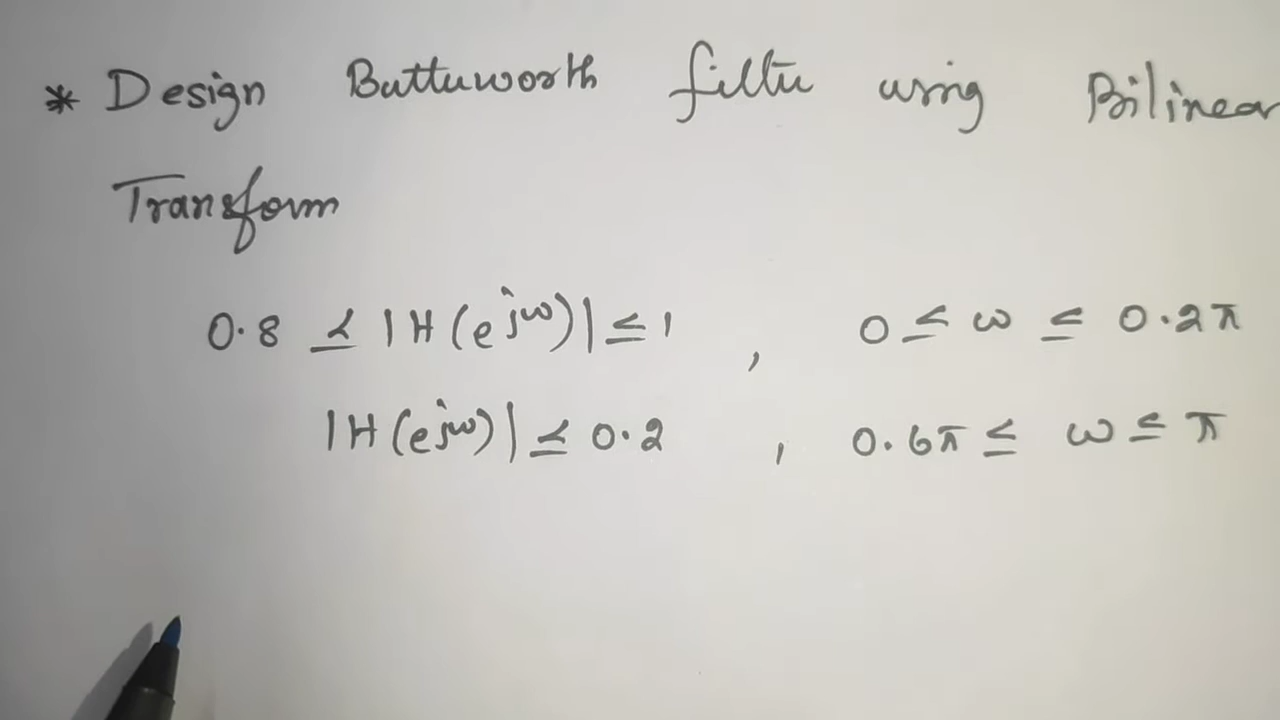 * Design Butterworth filter using Bilinear
Transform
0.8 ≤ |H(e^jω)| ≤ 1 , 0 ≤ ω ≤ 0.2π
|H(e^jω)| ≤ 0.2 , 0.6π ≤ ω ≤ π